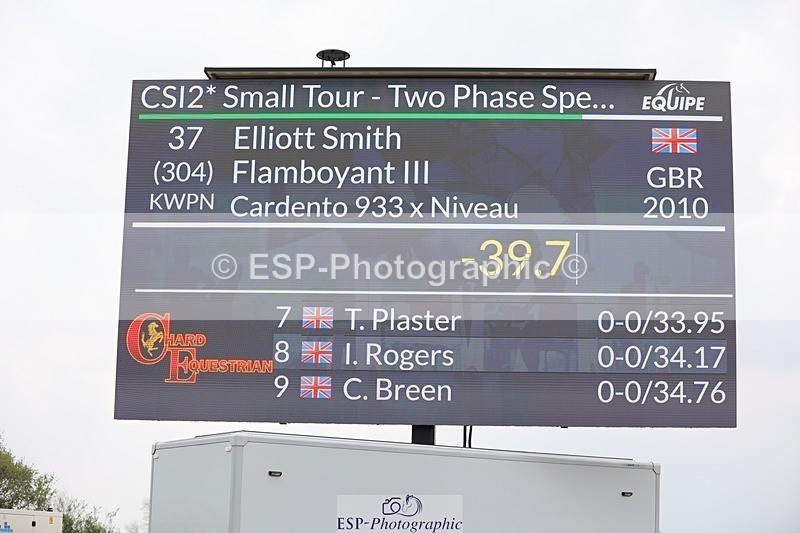 CSI2* Small Tour - Two Phase Spe...
EQUIPE
37 Elliott Smith
(304) Flamboyant III GBR
KWPN Cardento 933 x Niveau 2010
-39.7
© ESP-Photographic ©
7 T. Plaster 0-0/33.95
8 I. Rogers 0-0/34.17
9 C. Breen 0-0/34.76
CHARD
EQUESTRIAN
ESP-Photographic